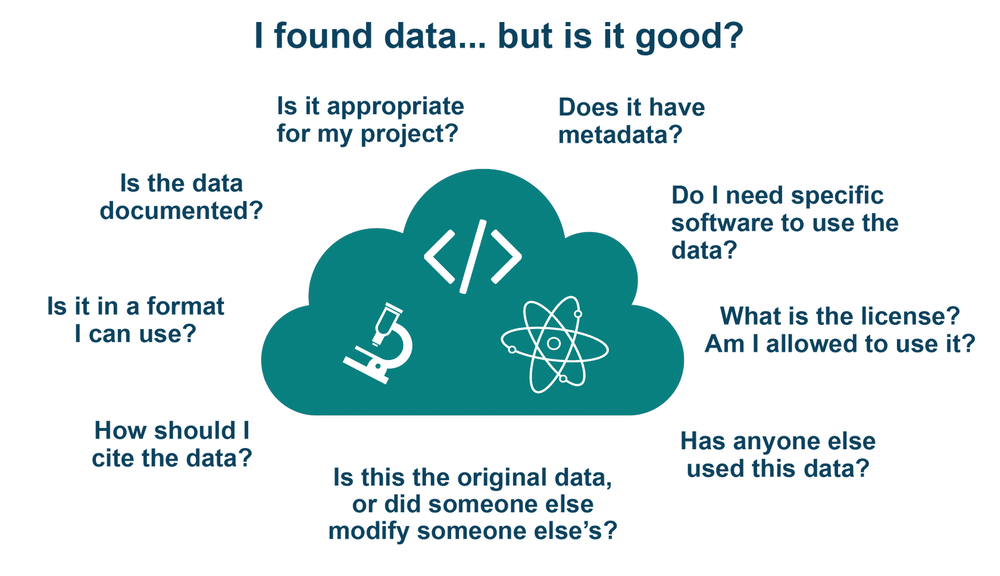 I found data... but is it good?
Is it appropriate
for my project?
Does it have
metadata?
Is the data
documented?
Do I need specific
software to use the
data?
Is it in a format
I can use?
</>
What is the license?
Am I allowed to use it?
How should I
cite the data?
Has anyone else
used this data?
Is this the original data,
or did someone else
modify someone else’s?